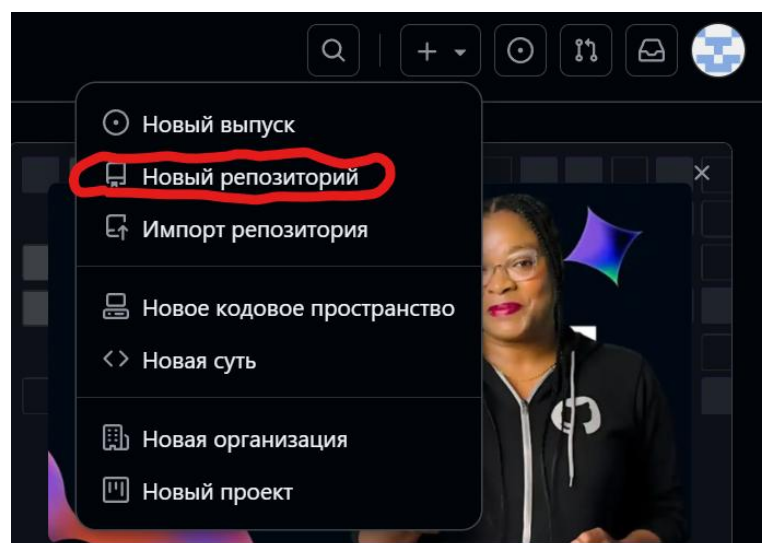 Новый выпуск
Новый репозиторий
Импорт репозитория
Новое кодовое пространство
Новая суть
Новая организация
Новый проект